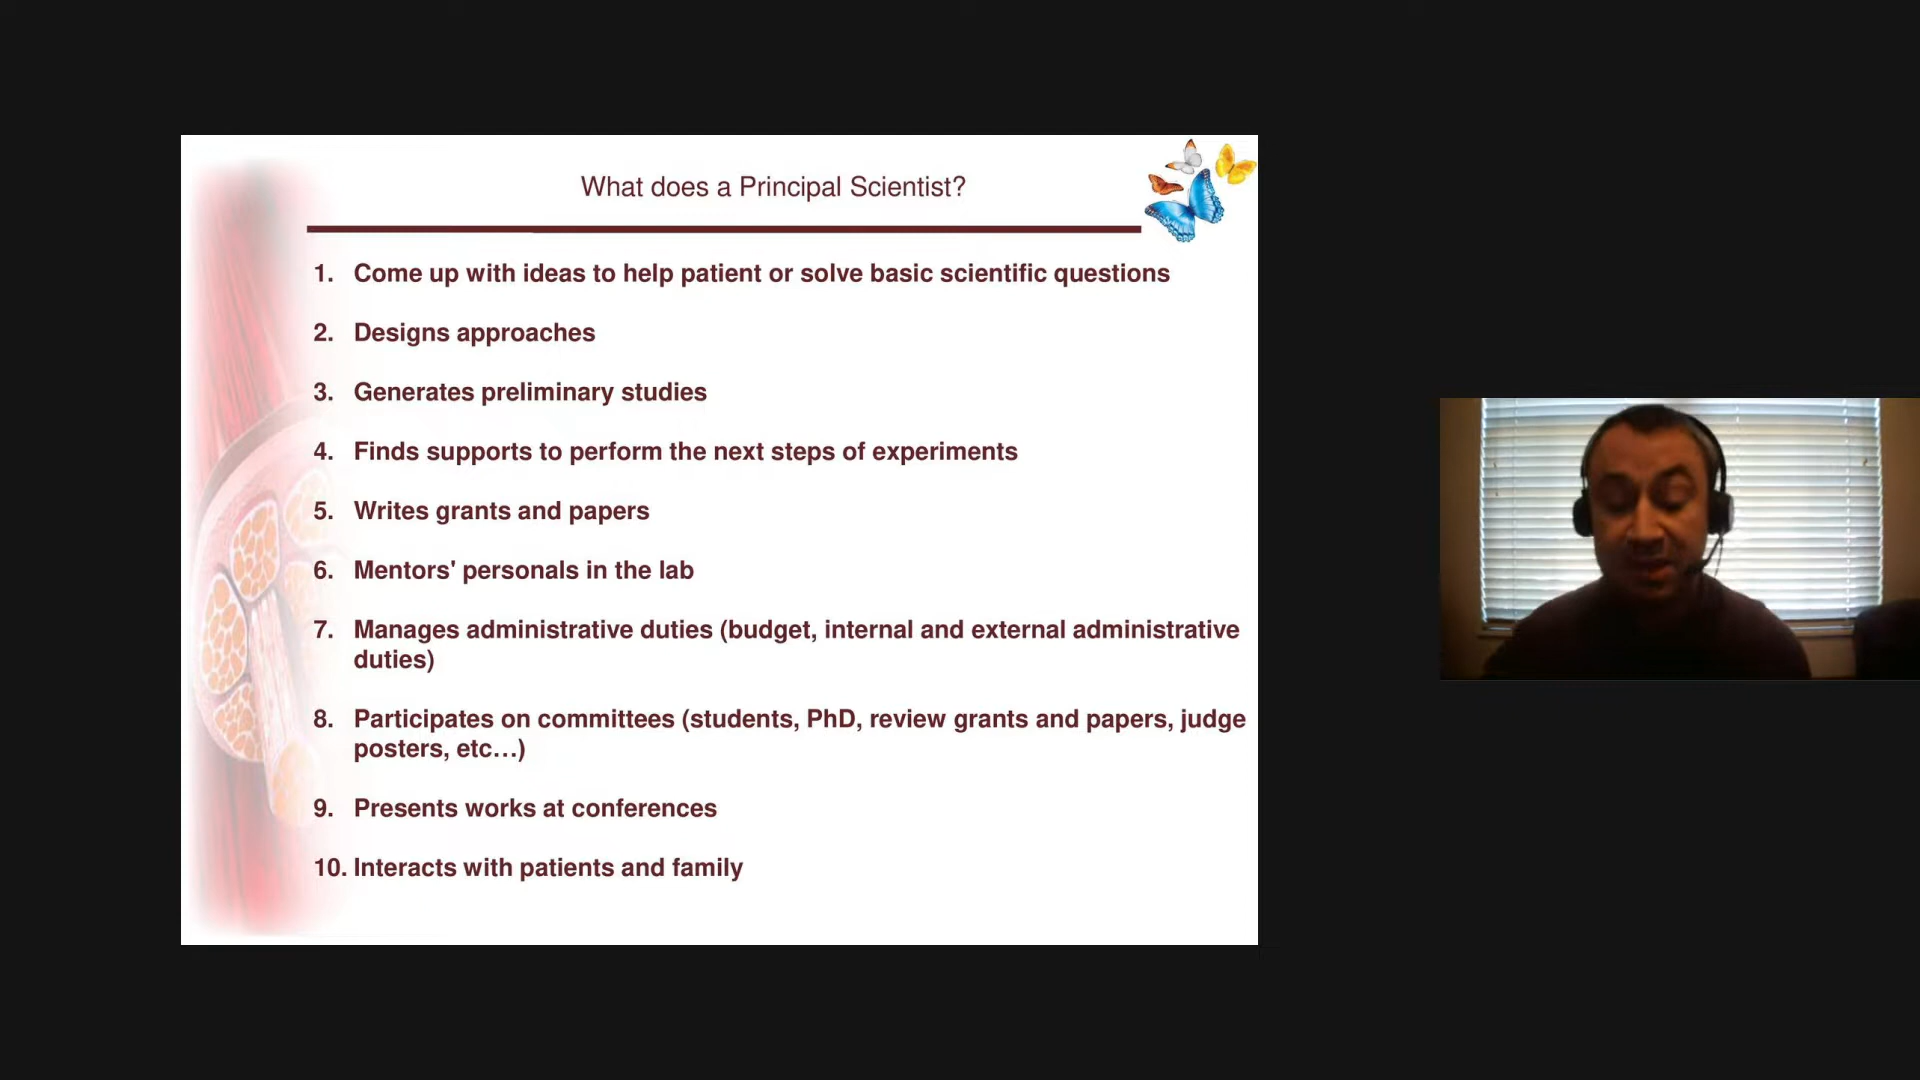 What does a Principal Scientist?
1. Come up with ideas to help patient or solve basic scientific questions
2. Designs approaches
3. Generates preliminary studies
4. Finds supports to perform the next steps of experiments
5. Writes grants and papers
6. Mentors' personals in the lab
7. Manages administrative duties (budget, internal and external administrative
duties)
8. Participates on committees (students, PhD, review grants and papers, judge
posters, etc…)
9. Presents works at conferences
10. Interacts with patients and family